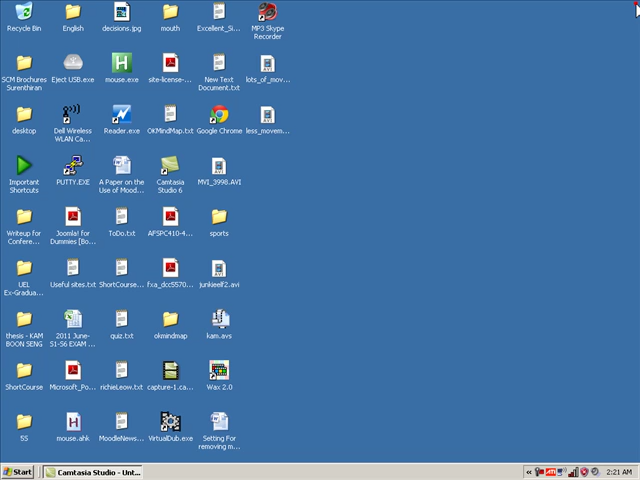 Recycle Bin
English
decisions.jpg
mouth
Excellent_Si...
MP3 Skype
Recorder
SCM Brochures
Surenthiran
Eject USB.exe
mouse.exe
site-license-...
New Text
Document.txt
lots_of_mov...
desktop
Dell Wireless
WLAN Ca...
Reader.exe
OKMindMap.txt
Google Chrome
less_movem...
Important
Shortcuts
PUTTY.EXE
A Paper on the
Use of Mood...
Camtasia
Studio 6
MVI_3998.AVI
Writeup for
Confere...
Joomla! for
Dummies [Bo...
ToDo.txt
AFSPC410-4...
sports
UEL
Ex-Gradua...
Useful sites.txt
ShortCourse...
fxa_dcc5570...
junkieelf2.avi
thesis - KAM
BOON SENG
2011 June-
S1-S6 EXAM ...
quiz.txt
okmindmap
kam.avs
ShortCourse
Microsoft_Po...
richieLeow.txt
capture-1.ca...
Wax 2.0
5S
mouse.ahk
MoodleNews...
VirtualDub.exe
Setting For
removing m...
Start
Camtasia Studio - Unt...
2:21 AM